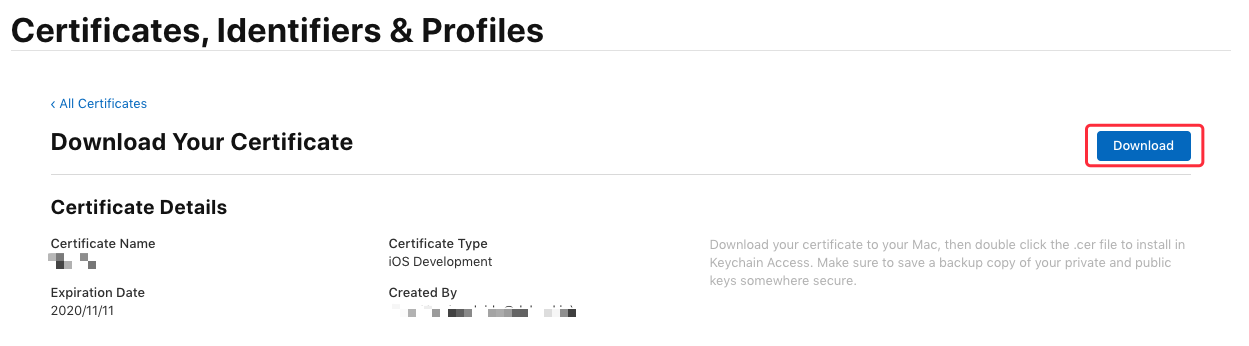 Certificates, Identifiers & Profiles
‹ All Certificates
Download Your Certificate
Download
Certificate Details
Certificate Name
Certificate Type
iOS Development
Download your certificate to your Mac, then double click the .cer file to install in
Keychain Access. Make sure to save a backup copy of your private and public
keys somewhere secure.
Expiration Date
2020/11/11
Created By